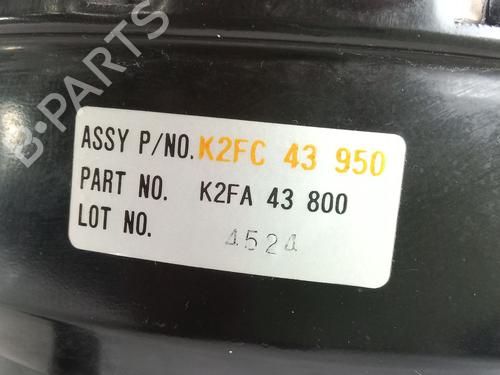 B-PARTS
ASSY P/NO. K2FC 43 950
PART NO. K2FA 43 800
LOT NO. 4524